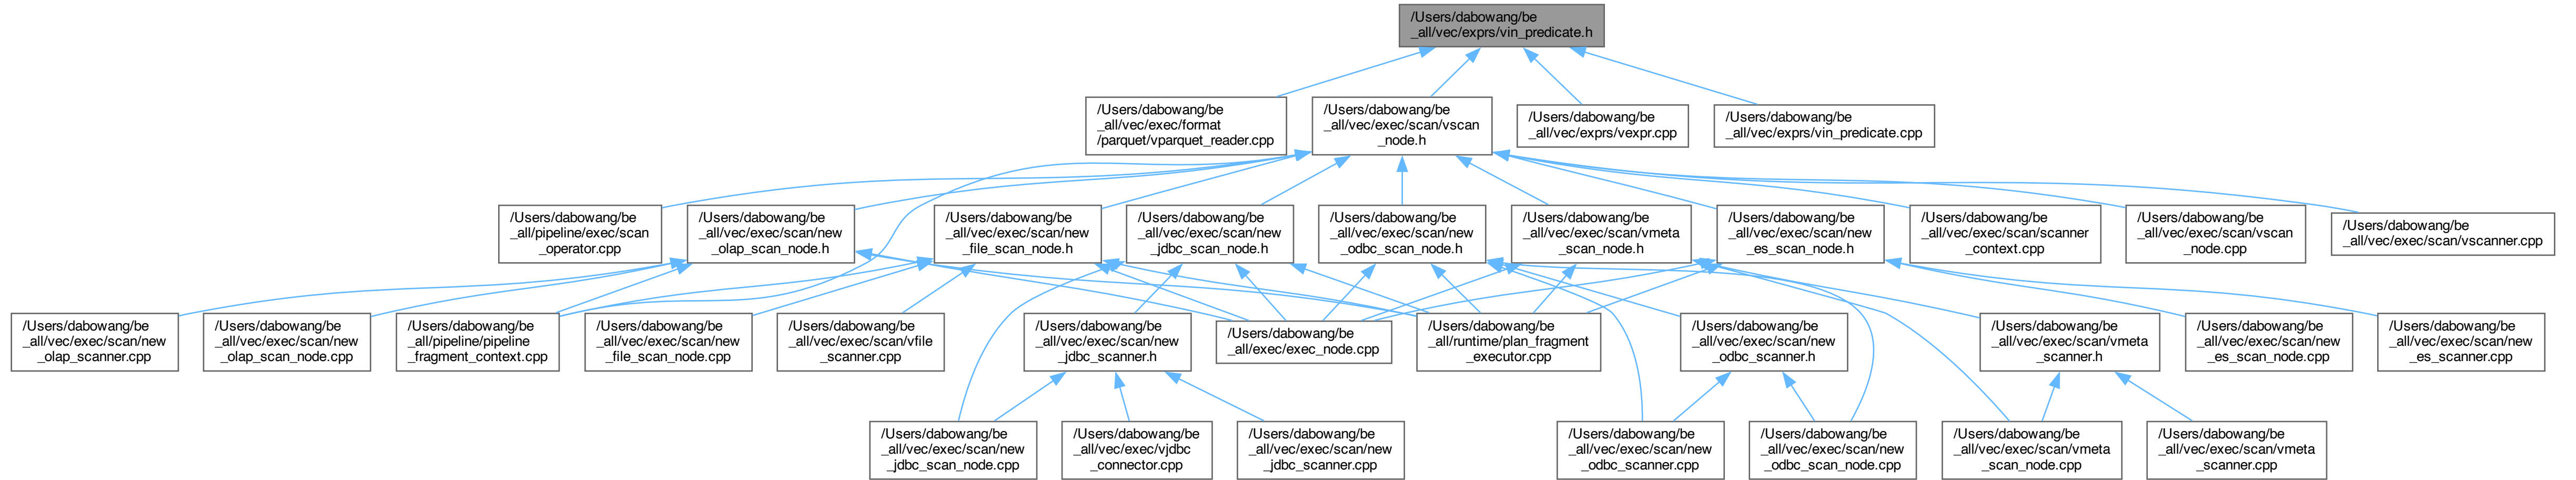 /Users/dabowang/be
_all/vec/exprs/vin_predicate.h
/Users/dabowang/be
_all/vec/exec/format
/parquet/vparquet_reader.cpp
/Users/dabowang/be
_all/vec/exec/scan/vscan
_node.h
/Users/dabowang/be
_all/vec/exprs/vexpr.cpp
/Users/dabowang/be
_all/vec/exprs/vin_predicate.cpp
/Users/dabowang/be
_all/pipeline/exec/scan
_operator.cpp
/Users/dabowang/be
_all/vec/exec/scan/new
_olap_scan_node.h
/Users/dabowang/be
_all/vec/exec/scan/new
_file_scan_node.h
/Users/dabowang/be
_all/vec/exec/scan/new
_jdbc_scan_node.h
/Users/dabowang/be
_all/vec/exec/scan/new
_odbc_scan_node.h
/Users/dabowang/be
_all/vec/exec/scan/vmeta
_scan_node.h
/Users/dabowang/be
_all/vec/exec/scan/new
_es_scan_node.h
/Users/dabowang/be
_all/vec/exec/scan/scanner
_context.cpp
/Users/dabowang/be
_all/vec/exec/scan/vscan
_node.cpp
/Users/dabowang/be
_all/vec/exec/scan/vscanner.cpp
/Users/dabowang/be
_all/vec/exec/scan/new
_olap_scanner.cpp
/Users/dabowang/be
_all/vec/exec/scan/new
_olap_scan_node.cpp
/Users/dabowang/be
_all/pipeline/pipeline
_fragment_context.cpp
/Users/dabowang/be
_all/vec/exec/scan/new
_file_scan_node.cpp
/Users/dabowang/be
_all/vec/exec/scan/vfile
_scanner.cpp
/Users/dabowang/be
_all/vec/exec/scan/new
_jdbc_scanner.h
/Users/dabowang/be
_all/exec/exec_node.cpp
/Users/dabowang/be
_all/runtime/plan_fragment
_executor.cpp
/Users/dabowang/be
_all/vec/exec/scan/new
_odbc_scanner.h
/Users/dabowang/be
_all/vec/exec/scan/vmeta
_scanner.h
/Users/dabowang/be
_all/vec/exec/scan/new
_es_scan_node.cpp
/Users/dabowang/be
_all/vec/exec/scan/new
_es_scanner.cpp
/Users/dabowang/be
_all/vec/exec/scan/new
_jdbc_scan_node.cpp
/Users/dabowang/be
_all/vec/exec/vjdbc
_connector.cpp
/Users/dabowang/be
_all/vec/exec/scan/new
_jdbc_scanner.cpp
/Users/dabowang/be
_all/vec/exec/scan/new
_odbc_scanner.cpp
/Users/dabowang/be
_all/vec/exec/scan/new
_odbc_scan_node.cpp
/Users/dabowang/be
_all/vec/exec/scan/vmeta
_scan_node.cpp
/Users/dabowang/be
_all/vec/exec/scan/vmeta
_scanner.cpp